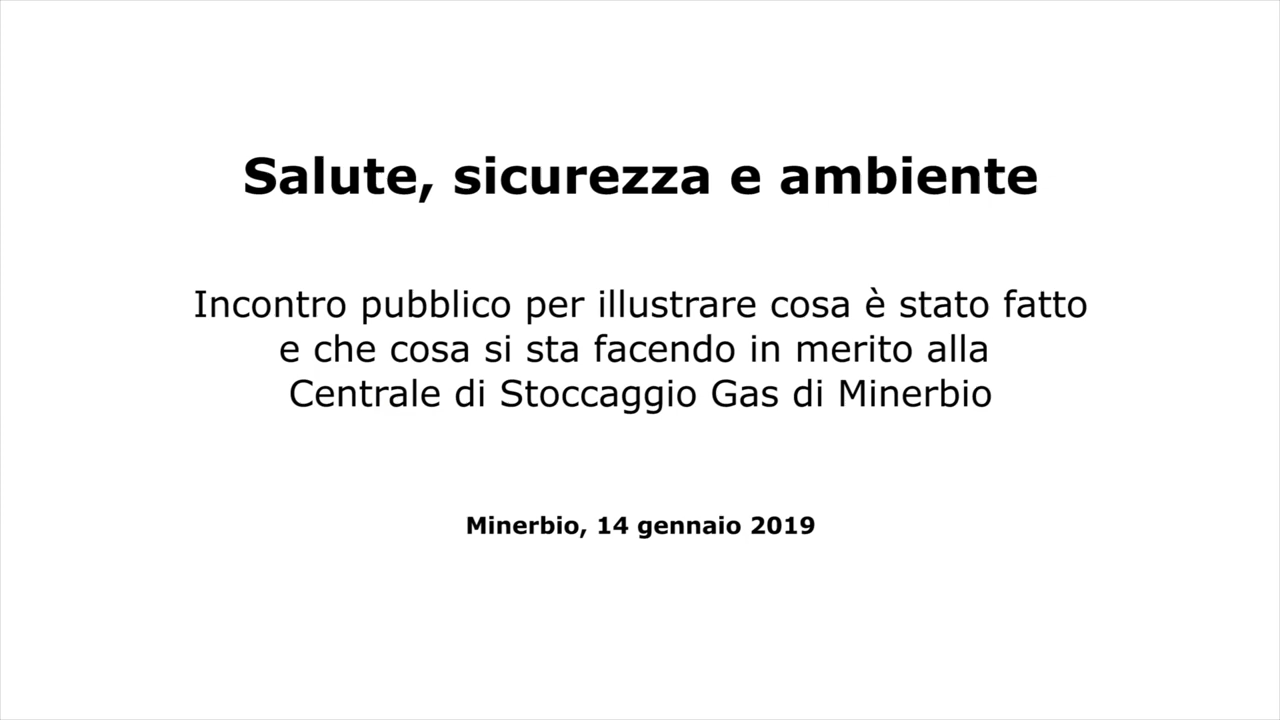 Salute, sicurezza e ambiente
Incontro pubblico per illustrare cosa è stato fatto
e che cosa si sta facendo in merito alla
Centrale di Stoccaggio Gas di Minerbio
Minerbio, 14 gennaio 2019